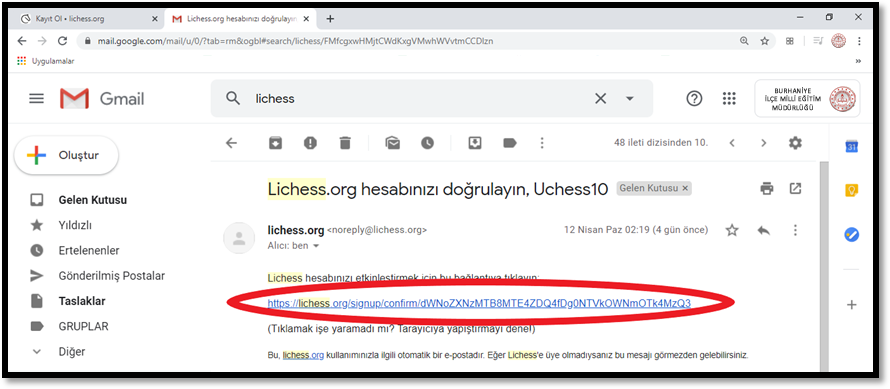 Kayıt Ol • lichess.org
Lichess.org hesabınızı doğrulayın
mail.google.com/mail/u/0/?tab=rm&ogbl#search/lichess/FMfcgxwHMjtCWdKxgVMwhWVvtmCCDlzn
Uygulamalar
Gmail
lichess
BURHANİYE
İLÇE MİLLİ EĞİTİM
MÜDÜRLÜĞÜ
Oluştur
48 ileti dizisinden 10.
Gelen Kutusu
Yıldızlı
Ertelenenler
Gönderilmiş Postalar
Taslaklar
GRUPLAR
Diğer
Lichess.org hesabınızı doğrulayın, Uchess10
Gelen Kutusu ×
lichess.org <noreply@lichess.org>
12 Nisan Paz 02:19 (4 gün önce)
Alıcı: ben
Lichess hesabınızı etkinleştirmek için bu bağlantıya tıklayın:
https://lichess.org/signup/confirm/dWNoZXNzMTB8MTE4ZDQ4fDg0NTVkOWNmOTk4MzQ3
(Tıklamak işe yaramadı mı? Tarayıcıya yapıştırmayı dene!)
Bu, lichess.org kullanımınızla ilgili otomatik bir e-postadır. Eğer Lichess'e üye olmadıysanız bu mesajı görmezden gelebilirsiniz.
31